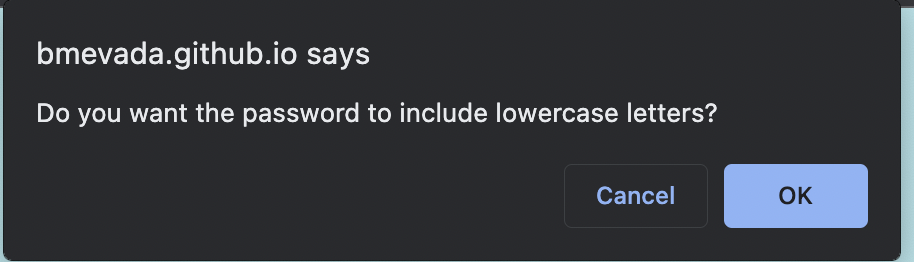 bmevada.github.io says
Do you want the password to include lowercase letters?
Cancel
OK